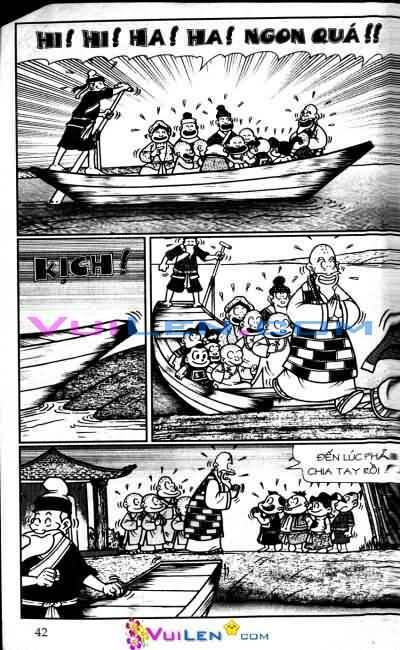 HI! HI! HA! HA! NGON QUÁ!!
KỊCH!
VUILEN.COM
ĐẾN LÚC PHẢI
CHIA TAY RỒI!
42
VUILEN COM